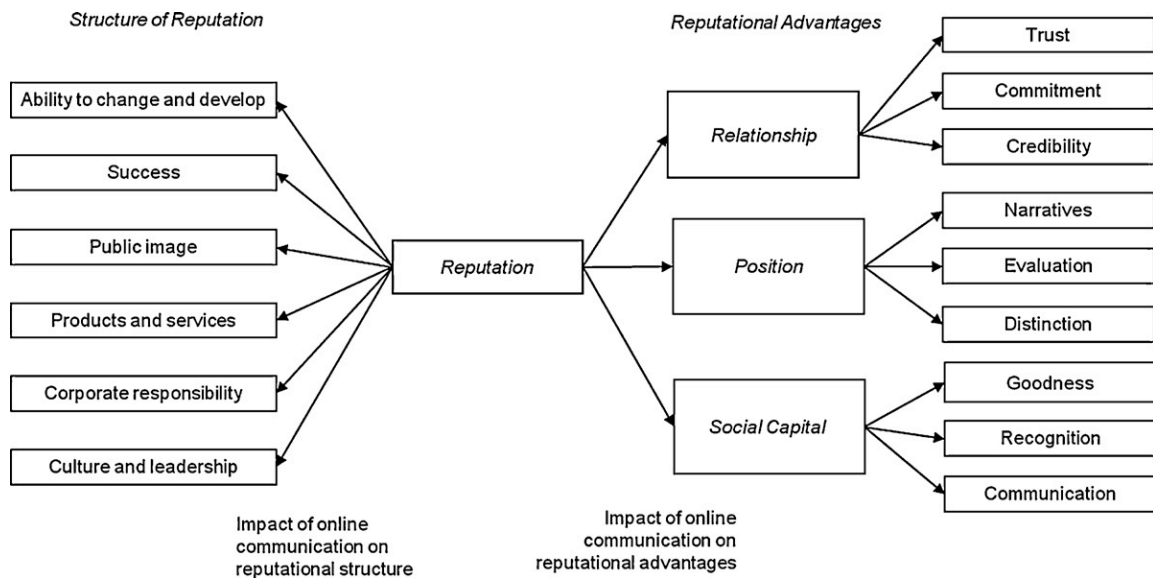 Structure of Reputation
Ability to change and develop
Success
Public image
Products and services
Corporate responsibility
Culture and leadership
Impact of online
communication on
reputational structure
Reputation
Reputational Advantages
Relationship
Position
Social Capital
Impact of online
communication on
reputational advantages
Trust
Commitment
Credibility
Narratives
Evaluation
Distinction
Goodness
Recognition
Communication